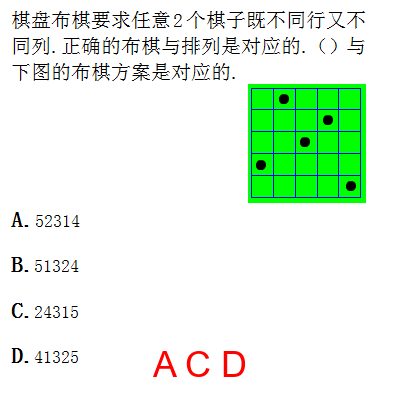 棋盘布棋要求任意2个棋子既不同行又不
同列.正确的布棋与排列是对应的.（）与
下图的布棋方案是对应的.
A. 52314
B. 51324
C. 24315
D. 41325
A C D